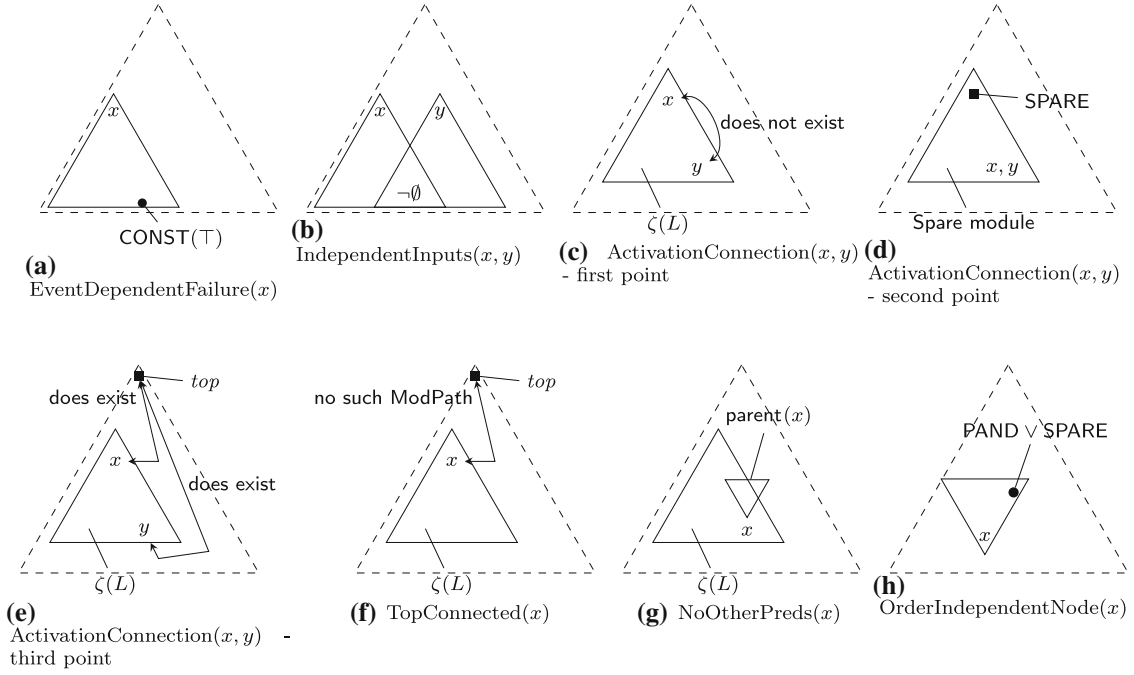 x
CONST(⊤)
(a)
EventDependentFailure(x)
x
y
¬∅
(b)
IndependentInputs(x, y)
x
does not exist
y
ζ(L)
(c) ActivationConnection(x, y)
- first point
SPARE
x, y
Spare module
(d)
ActivationConnection(x, y)
- second point
top
does exist
x
does exist
y
ζ(L)
(e)
ActivationConnection(x, y) -
third point
top
no such ModPath
x
ζ(L)
(f) TopConnected(x)
parent(x)
x
ζ(L)
(g) NoOtherPreds(x)
PAND ∨ SPARE
x
(h)
OrderIndependentNode(x)